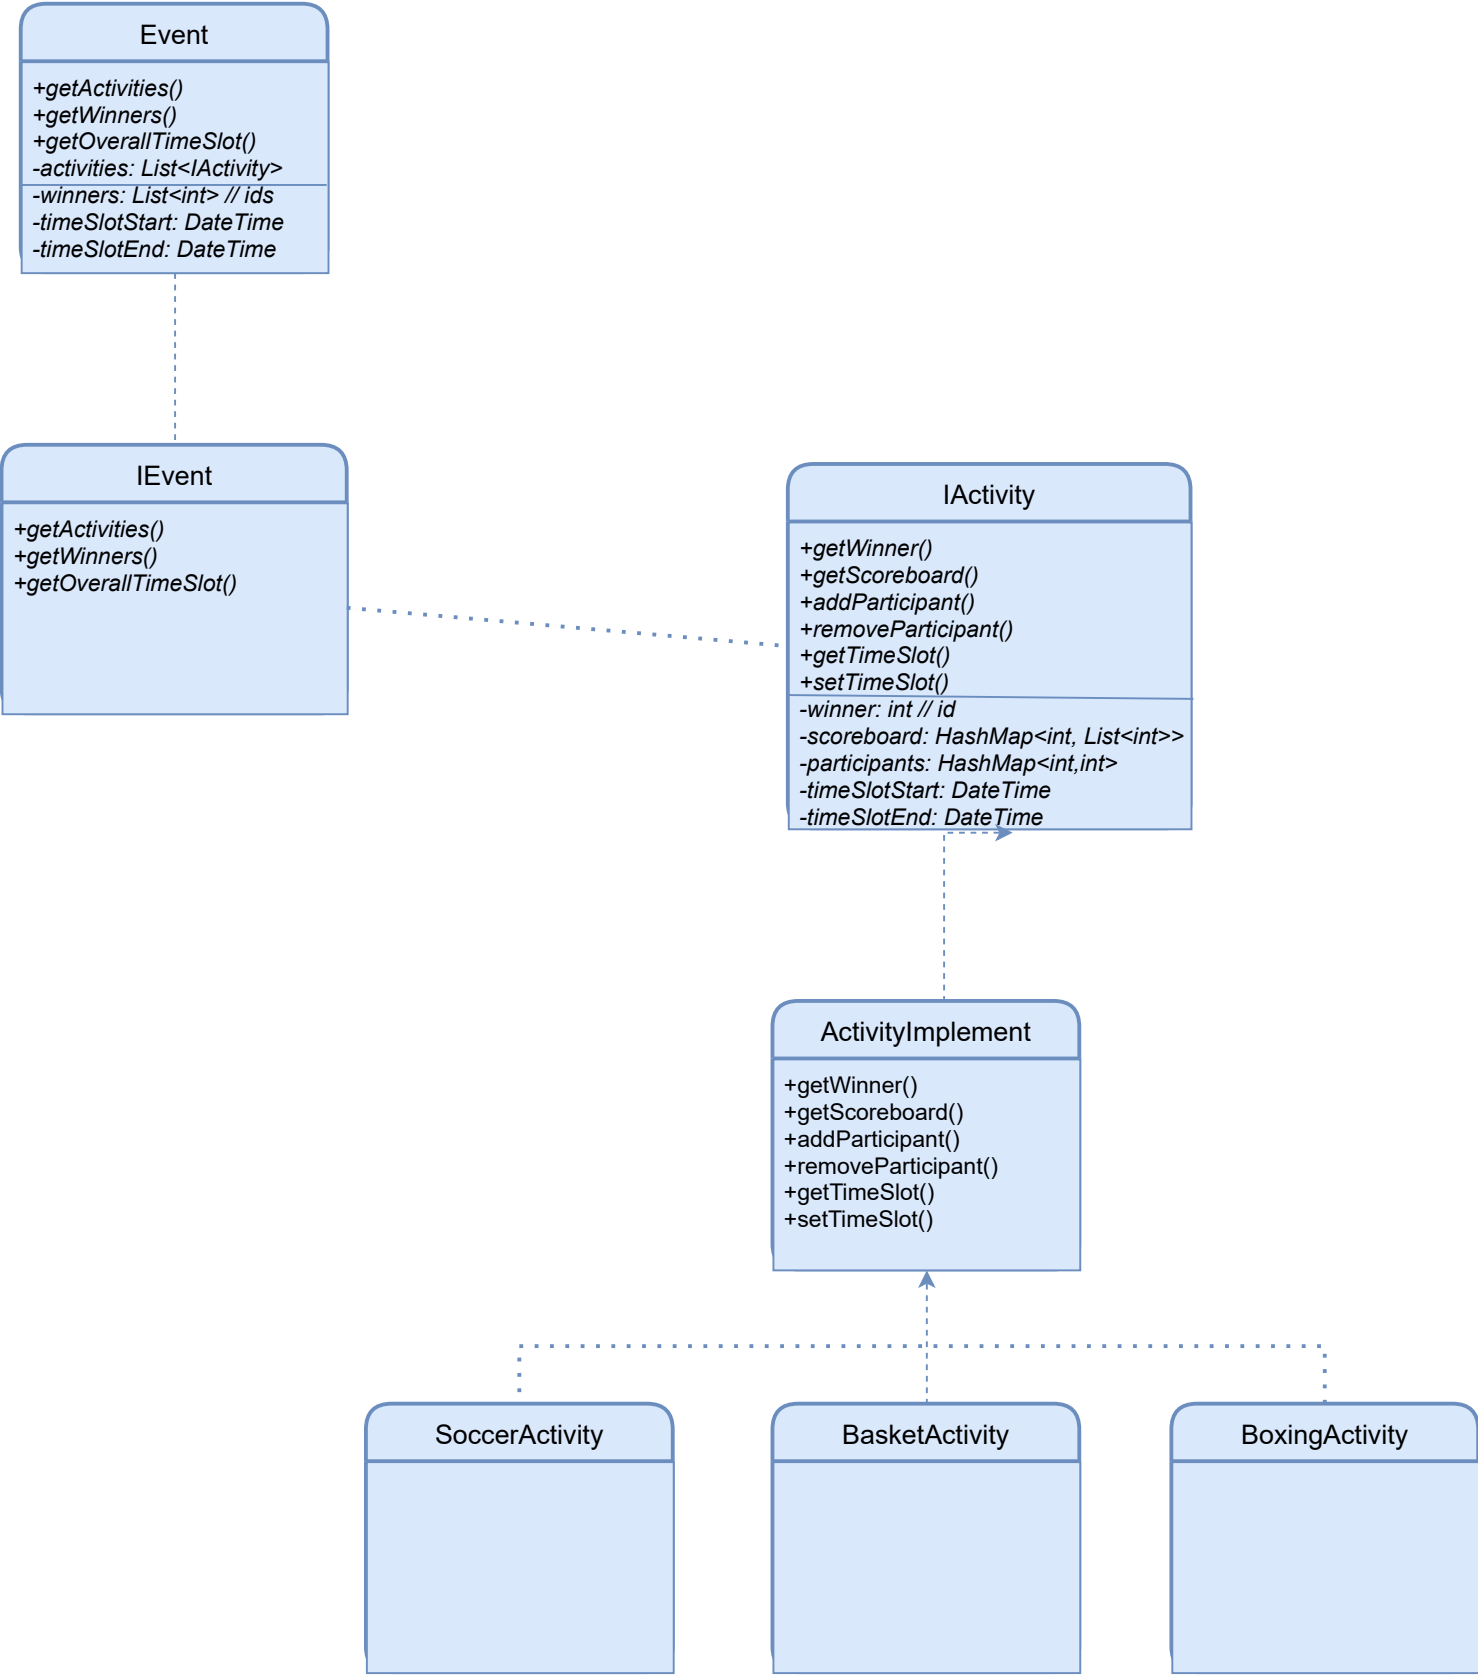 Event
+getActivities()
+getWinners()
+getOverallTimeSlot()
-activities: List<IActivity>
-winners: List<int> // ids
-timeSlotStart: DateTime
-timeSlotEnd: DateTime
IEvent
+getActivities()
+getWinners()
+getOverallTimeSlot()
IActivity
+getWinner()
+getScoreboard()
+addParticipant()
+removeParticipant()
+getTimeSlot()
+setTimeSlot()
-winner: int // id
-scoreboard: HashMap<int, List<int>>
-participants: HashMap<int,int>
-timeSlotStart: DateTime
-timeSlotEnd: DateTime
ActivityImplement
+getWinner()
+getScoreboard()
+addParticipant()
+removeParticipant()
+getTimeSlot()
+setTimeSlot()
SoccerActivity
BasketActivity
BoxingActivity